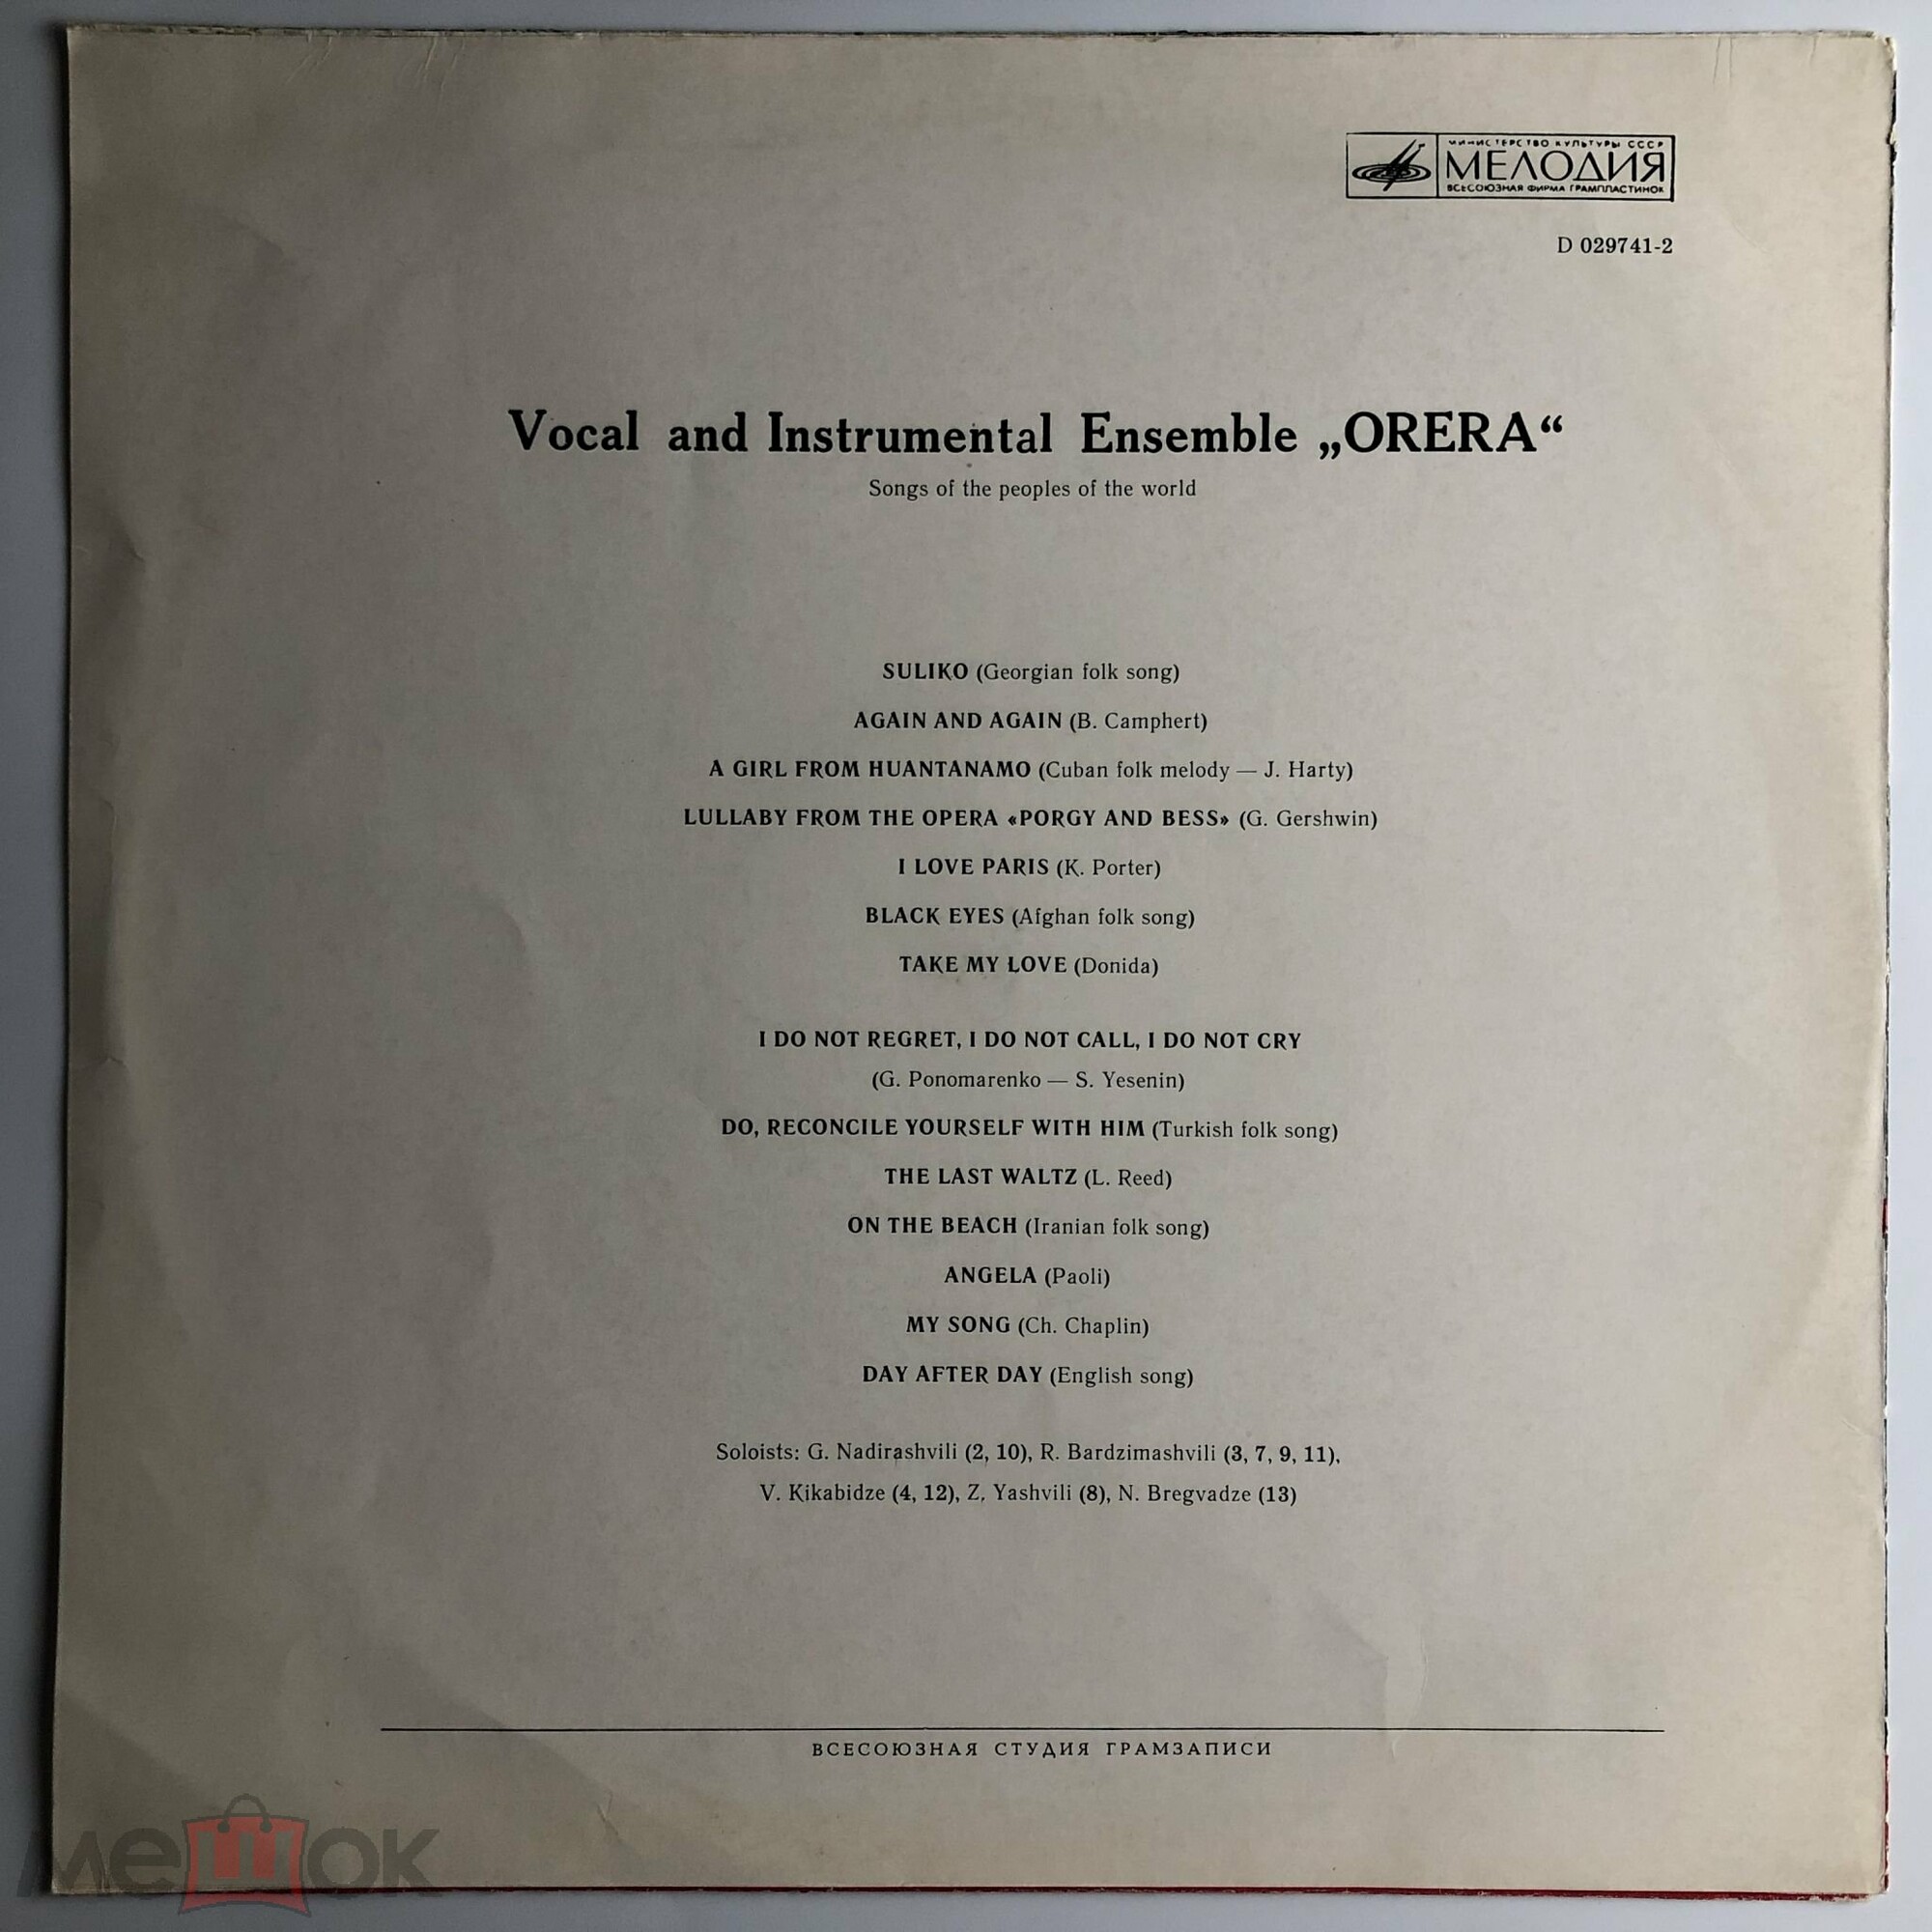 МИНИСТЕРСТВО КУЛЬТУРЫ СССР
МЕЛОДИЯ
ВСЕСОЮЗНАЯ ФИРМА ГРАМПЛАСТИНОК
D 029741-2
Vocal and Instrumental Ensemble „ORERA“
Songs of the peoples of the world
SULIKO (Georgian folk song)
AGAIN AND AGAIN (B. Camphert)
A GIRL FROM HUANTANAMO (Cuban folk melody — J. Harty)
LULLABY FROM THE OPERA «PORGY AND BESS» (G. Gershwin)
I LOVE PARIS (K. Porter)
BLACK EYES (Afghan folk song)
TAKE MY LOVE (Donida)
I DO NOT REGRET, I DO NOT CALL, I DO NOT CRY
(G. Ponomarenko — S. Yesenin)
DO, RECONCILE YOURSELF WITH HIM (Turkish folk song)
THE LAST WALTZ (L. Reed)
ON THE BEACH (Iranian folk song)
ANGELA (Paoli)
MY SONG (Ch. Chaplin)
DAY AFTER DAY (English song)
Soloists: G. Nadirashvili (2, 10), R. Bardzimashvili (3, 7, 9, 11),
V. Kikabidze (4, 12), Z. Yashvili (8), N. Bregvadze (13)
ВСЕСОЮЗНАЯ СТУДИЯ ГРАМЗАПИСИ
мешок